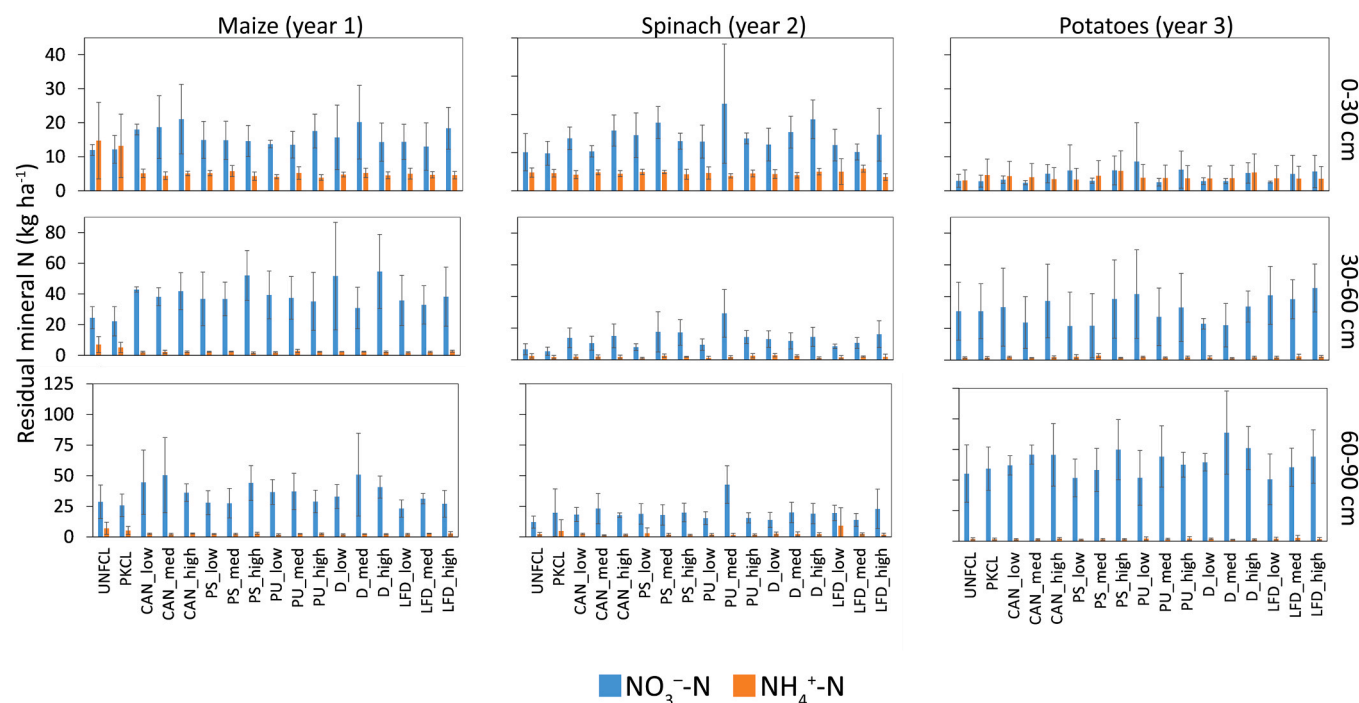 Maize (year 1)
Spinach (year 2)
Potatoes (year 3)
Residual mineral N (kg ha⁻¹)
40
30
20
10
0
0-30 cm
80
60
40
20
0
30-60 cm
125
100
75
50
25
0
60-90 cm
UNFCL
PKCL
CAN_low
CAN_med
CAN_high
PS_low
PS_med
PS_high
PU_low
PU_med
PU_high
D_low
D_med
D_high
LFD_low
LFD_med
LFD_high
UNFCL
PKCL
CAN_low
CAN_med
CAN_high
PS_low
PS_med
PS_high
PU_low
PU_med
PU_high
D_low
D_med
D_high
LFD_low
LFD_med
LFD_high
UNFCL
PKCL
CAN_low
CAN_med
CAN_high
PS_low
PS_med
PS_high
PU_low
PU_med
PU_high
D_low
D_med
D_high
LFD_low
LFD_med
LFD_high
NO₃⁻-N
NH₄⁺-N